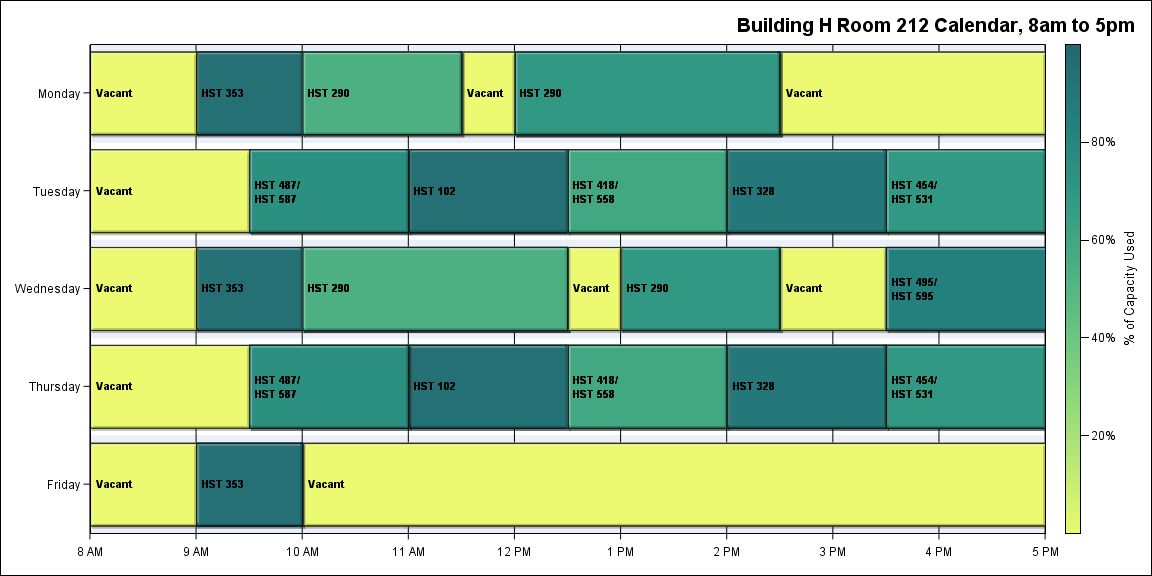 Building H Room 212 Calendar, 8am to 5pm
Monday
Vacant
HST 353
HST 290
Vacant
HST 290
Vacant
Tuesday
Vacant
HST 487/
HST 587
HST 102
HST 418/
HST 558
HST 328
HST 454/
HST 531
Wednesday
Vacant
HST 353
HST 290
Vacant
HST 290
Vacant
HST 495/
HST 595
Thursday
Vacant
HST 487/
HST 587
HST 102
HST 418/
HST 558
HST 328
HST 454/
HST 531
Friday
Vacant
HST 353
Vacant
8 AM
9 AM
10 AM
11 AM
12 PM
1 PM
2 PM
3 PM
4 PM
5 PM
80%
60%
40%
20%
% of Capacity Used